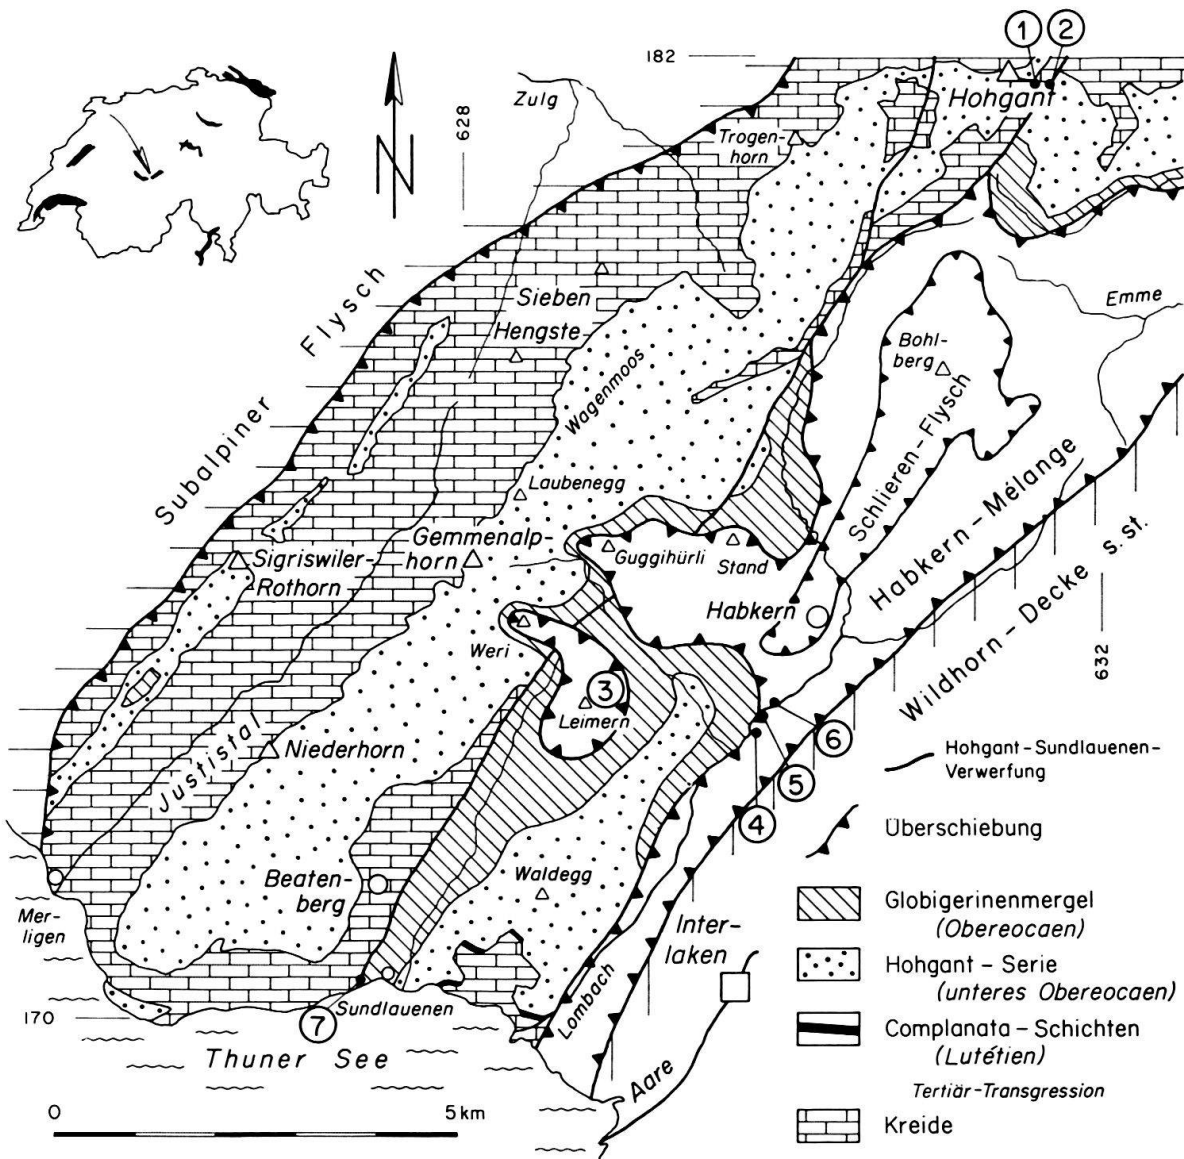 1
2
182
Zulg
628
Hohgant
Trogen-
horn
N
Sieben
Hengste
Emme
Bohl-
berg
Subalpiner Flysch
Wagenmoos
Schlieren-Flysch
Laubenegg
Gemmenalp-
horn
Guggihürli
Stand
Sigriswiler-
Rothorn
Habkern-Mélange
Habkern
Wildhorn-Decke s. st.
632
Weri
3
Leimern
Justistal
Niederhorn
6
5
4
Hohgant-Sundlauenen-
Verwerfung
Überschiebung
Beaten-
berg
Waldegg
Mer-
ligen
Inter-
laken
Globigerinenmergel
(Obereocaen)
Hohgant-Serie
(unteres Obereocaen)
170
7
Sundlauenen
Lombach
Complanata-Schichten
(Lutétien)
Thuner See
Aare
Tertiär-Transgression
0
5 km
Kreide